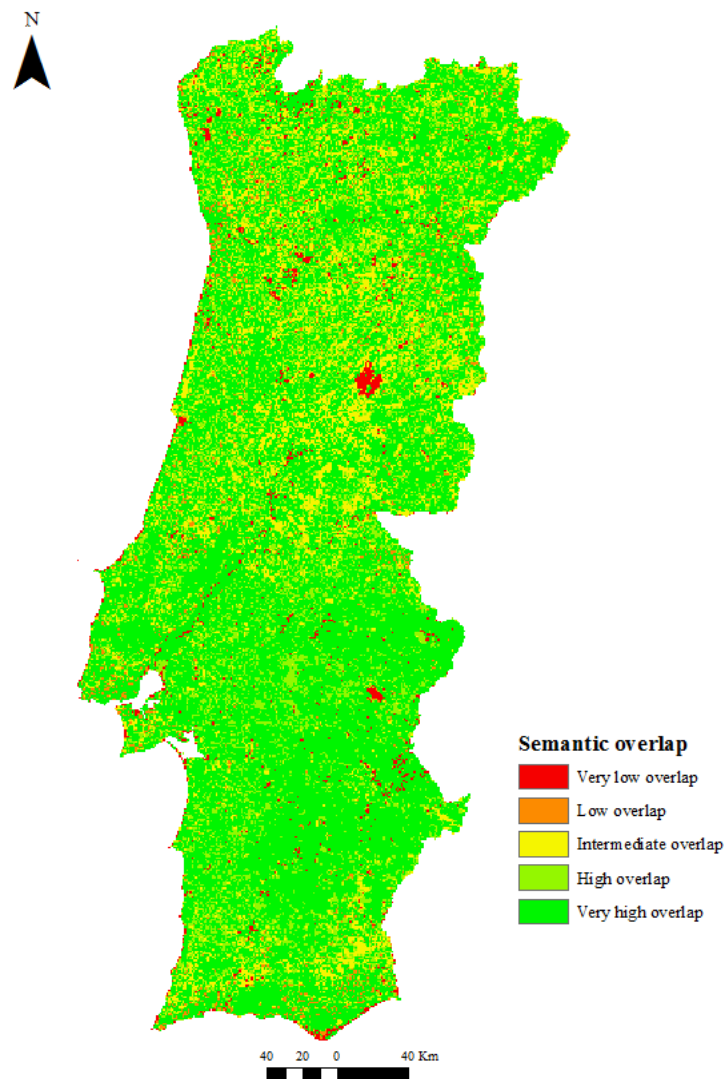 N
Semantic overlap
Very low overlap
Low overlap
Intermediate overlap
High overlap
Very high overlap
40 20 0 40 Km